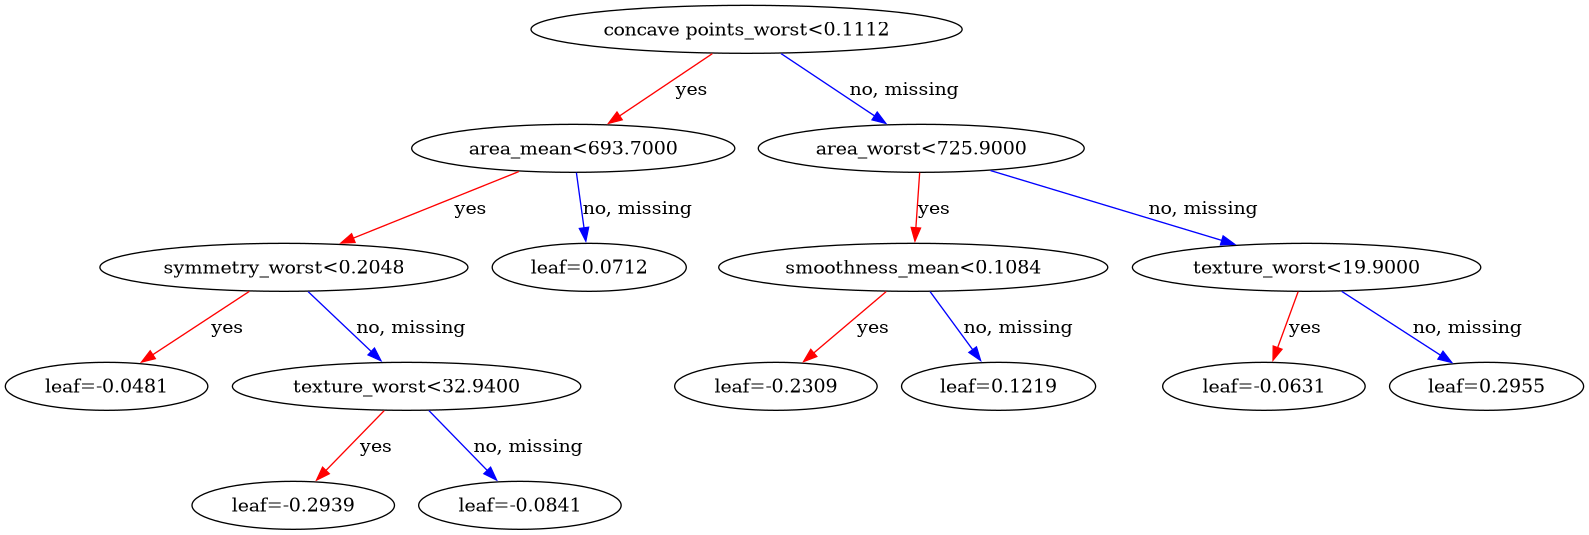 concave points_worst<0.1112
yes
no, missing
area_mean<693.7000
area_worst<725.9000
yes
no, missing
yes
no, missing
symmetry_worst<0.2048
leaf=0.0712
smoothness_mean<0.1084
texture_worst<19.9000
yes
no, missing
yes
no, missing
yes
no, missing
leaf=-0.0481
texture_worst<32.9400
leaf=-0.2309
leaf=0.1219
leaf=-0.0631
leaf=0.2955
yes
no, missing
leaf=-0.2939
leaf=-0.0841